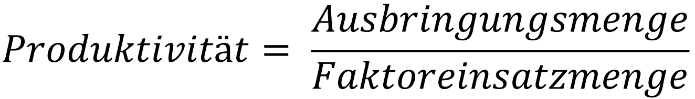 Produktivität = Ausbringungsmenge
Faktoreinsatzmenge